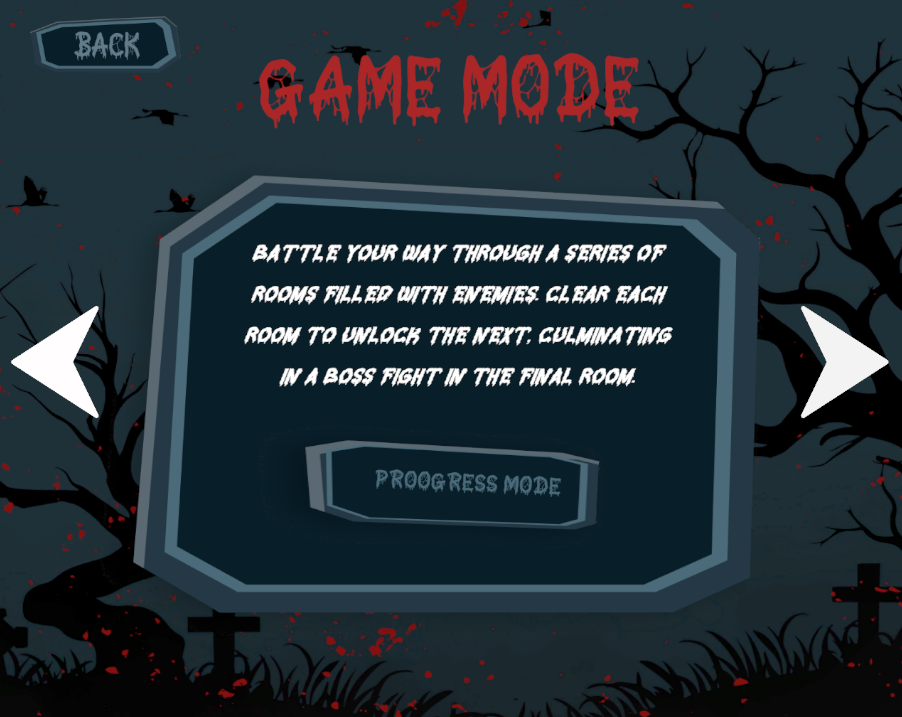 BACK
GAME MODE
BATTLE YOUR WAY THROUGH A SERIES OF
ROOMS FILLED WITH ENEMIES. CLEAR EACH
ROOM TO UNLOCK THE NEXT, CULMINATING
IN A BOSS FIGHT IN THE FINAL ROOM.
PROOGRESS MODE